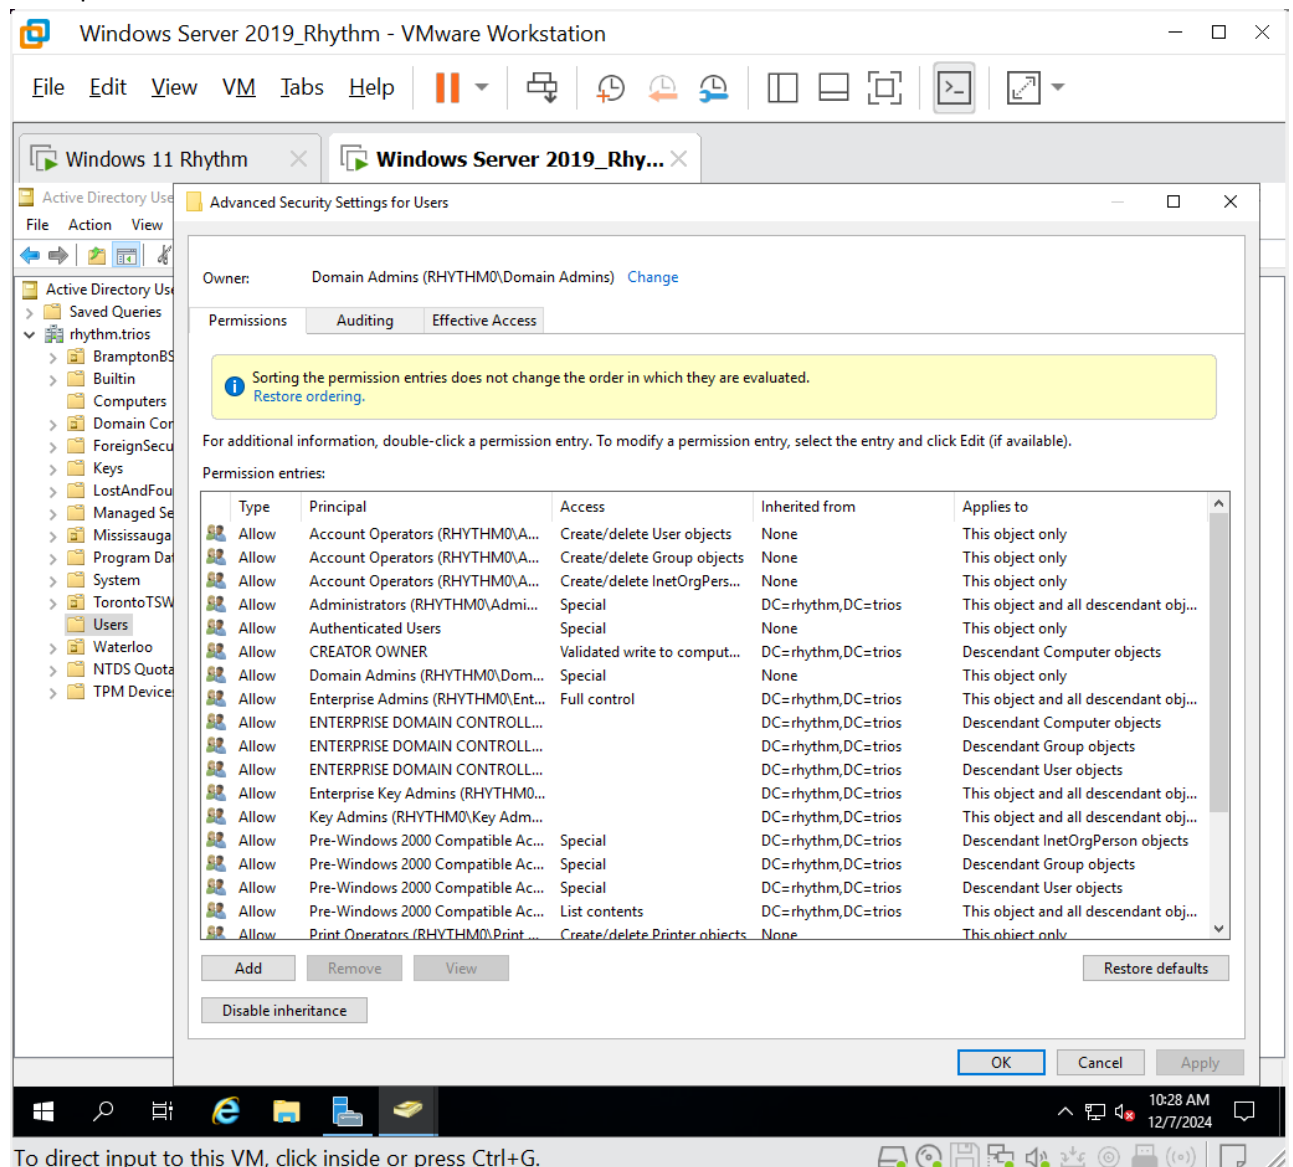 Windows Server 2019_Rhythm - VMware Workstation
File Edit View VM Tabs Help
Windows 11 Rhythm
Windows Server 2019_Rhy...
Active Directory Use
Advanced Security Settings for Users
File Action View
Owner: Domain Admins (RHYTHM0\Domain Admins) Change
Active Directory Use
Saved Queries
rhythm.trios
BramptonBS
Builtin
Computers
Domain Con
ForeignSecu
Keys
LostAndFou
Managed Se
Mississauga
Program Dat
System
TorontoTSW
Users
Waterloo
NTDS Quota
TPM Devices
Permissions Auditing Effective Access
Sorting the permission entries does not change the order in which they are evaluated.
Restore ordering.
For additional information, double-click a permission entry. To modify a permission entry, select the entry and click Edit (if available).
Permission entries:
Type Principal Access Inherited from Applies to
Allow Account Operators (RHYTHM0\A... Create/delete User objects None This object only
Allow Account Operators (RHYTHM0\A... Create/delete Group objects None This object only
Allow Account Operators (RHYTHM0\A... Create/delete InetOrgPers... None This object only
Allow Administrators (RHYTHM0\Admi... Special DC=rhythm,DC=trios This object and all descendant obj...
Allow Authenticated Users Special None This object only
Allow CREATOR OWNER Validated write to comput... DC=rhythm,DC=trios Descendant Computer objects
Allow Domain Admins (RHYTHM0\Dom... Special None This object only
Allow Enterprise Admins (RHYTHM0\Ent... Full control DC=rhythm,DC=trios This object and all descendant obj...
Allow ENTERPRISE DOMAIN CONTROLL... DC=rhythm,DC=trios Descendant Computer objects
Allow ENTERPRISE DOMAIN CONTROLL... DC=rhythm,DC=trios Descendant Group objects
Allow ENTERPRISE DOMAIN CONTROLL... DC=rhythm,DC=trios Descendant User objects
Allow Enterprise Key Admins (RHYTHM0... DC=rhythm,DC=trios This object and all descendant obj...
Allow Key Admins (RHYTHM0\Key Adm... DC=rhythm,DC=trios This object and all descendant obj...
Allow Pre-Windows 2000 Compatible Ac... Special DC=rhythm,DC=trios Descendant InetOrgPerson objects
Allow Pre-Windows 2000 Compatible Ac... Special DC=rhythm,DC=trios Descendant Group objects
Allow Pre-Windows 2000 Compatible Ac... Special DC=rhythm,DC=trios Descendant User objects
Allow Pre-Windows 2000 Compatible Ac... List contents DC=rhythm,DC=trios This object and all descendant obj...
Allow Print Operators (RHYTHM0\Print ... Create/delete Printer objects None This object only
Add Remove View Restore defaults
Disable inheritance
OK Cancel Apply
10:28 AM
12/7/2024
To direct input to this VM, click inside or press Ctrl+G.